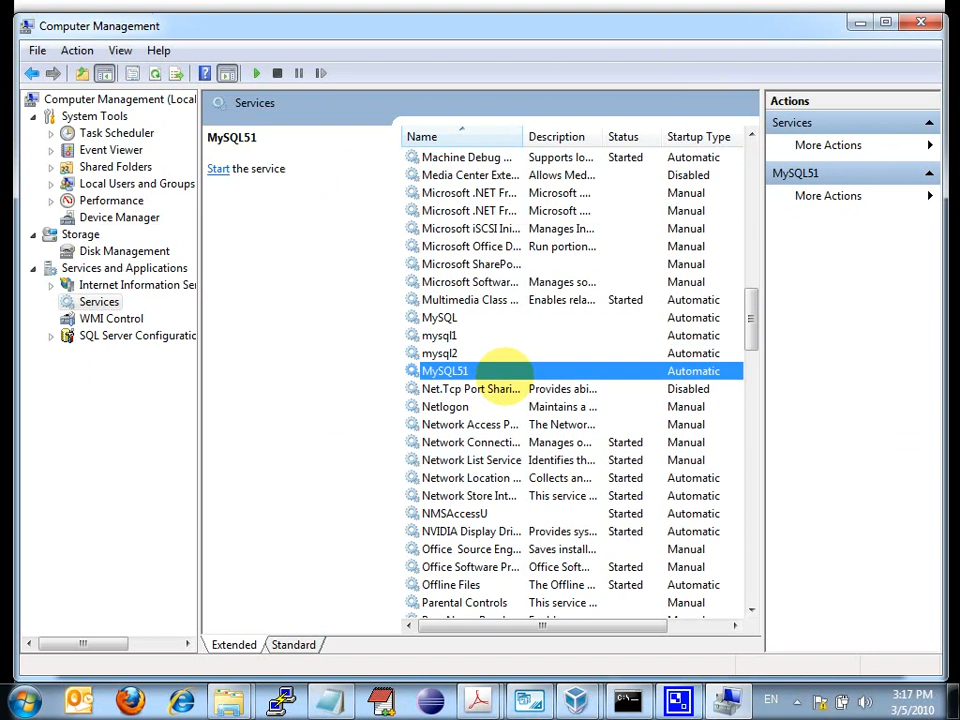 Computer Management
File Action View Help
Computer Management (Local
System Tools
Task Scheduler
Event Viewer
Shared Folders
Local Users and Groups
Performance
Device Manager
Storage
Disk Management
Services and Applications
Internet Information Se
Services
WMI Control
SQL Server Configuratio
Services
MySQL51
Start the service
Name Description Status Startup Type
Machine Debug ... Supports lo... Started Automatic
Media Center Exte... Allows Med... Disabled
Microsoft .NET Fr... Microsoft .... Manual
Microsoft .NET Fr... Microsoft .... Manual
Microsoft iSCSI Ini... Manages In... Manual
Microsoft Office D... Run portion... Manual
Microsoft SharePo... Manual
Microsoft Softwar... Manages so... Manual
Multimedia Class ... Enables rela... Started Automatic
MySQL Automatic
mysql1 Automatic
mysql2 Automatic
MySQL51 Automatic
Net.Tcp Port Shari... Provides abi... Disabled
Netlogon Maintains a ... Manual
Network Access P... The Networ... Manual
Network Connecti... Manages o... Started Manual
Network List Service Identifies th... Started Manual
Network Location ... Collects an... Started Automatic
Network Store Int... This service ... Started Automatic
NMSAccessU Started Automatic
NVIDIA Display Dri... Provides sys... Started Automatic
Office Source Eng... Saves install... Manual
Office Software Pr... Office Soft... Started Manual
Offline Files The Offline ... Started Automatic
Parental Controls This service ... Manual
Extended Standard
Actions
Services
More Actions
MySQL51
More Actions
EN
3:17 PM
3/5/2010